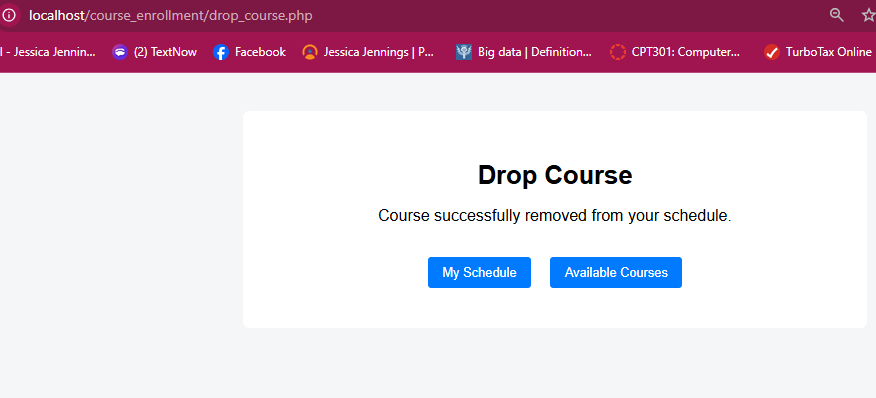 localhost/course_enrollment/drop_course.php
l - Jessica Jennin... (2) TextNow Facebook Jessica Jennings | P... Big data | Definition... CPT301: Computer... TurboTax Online
Drop Course
Course successfully removed from your schedule.
My Schedule Available Courses